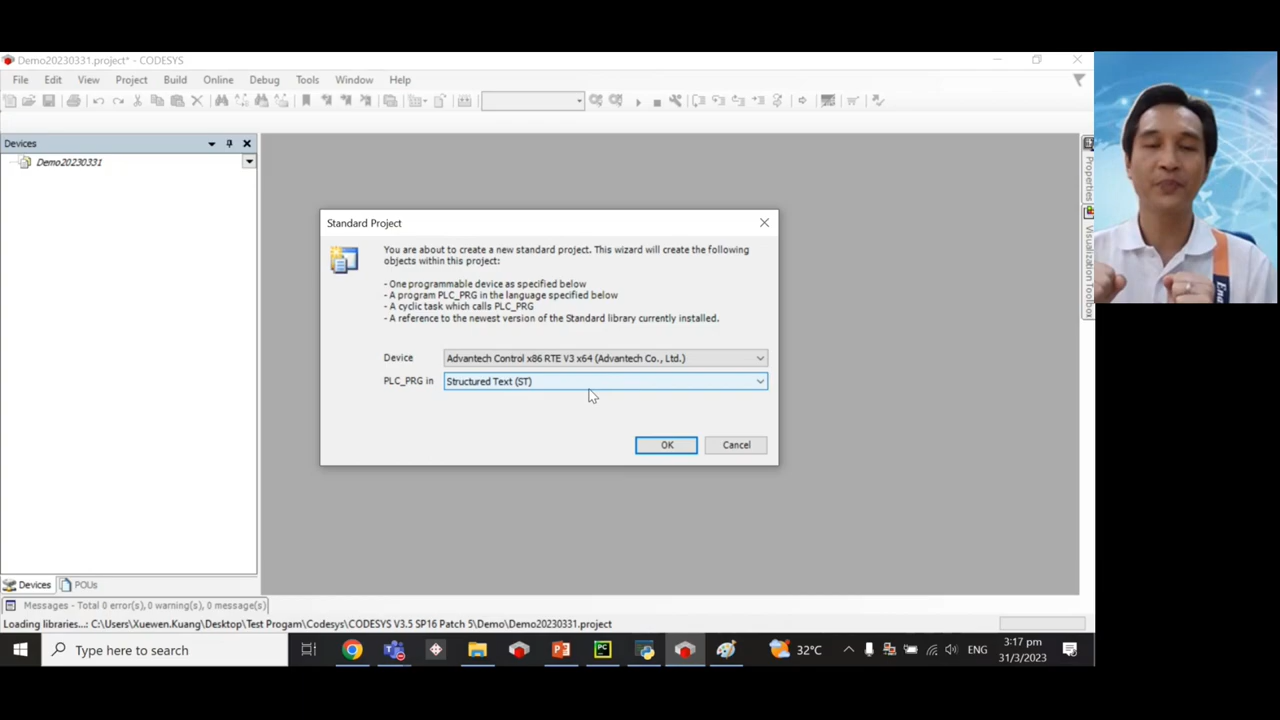 Demo20230331.project* - CODESYS
File Edit View Project Build Online Debug Tools Window Help
Devices
Demo20230331
Properties
Visualization Toolbox
Standard Project
You are about to create a new standard project. This wizard will create the following
objects within this project:
- One programmable device as specified below
- A program PLC_PRG in the language specified below
- A cyclic task which calls PLC_PRG
- A reference to the newest version of the Standard library currently installed.
Device Advantech Control x86 RTE V3 x64 (Advantech Co., Ltd.)
PLC_PRG in Structured Text (ST)
OK Cancel
Devices POUs
Messages - Total 0 error(s), 0 warning(s), 0 message(s)
Loading libraries...: C:\Users\Xuewen.Kuang\Desktop\Test Progam\Codesys\CODESYS V3.5 SP16 Patch 5\Demo\Demo20230331.project
Type here to search
32°C
ENG
3:17 pm
31/3/2023